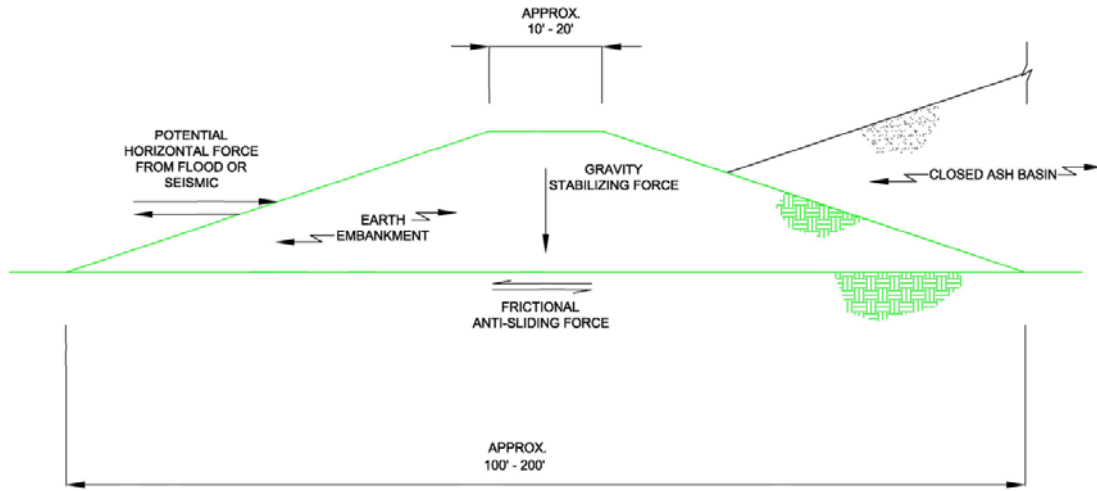 APPROX.
10' - 20'
POTENTIAL
HORIZONTAL FORCE
FROM FLOOD OR
SEISMIC
GRAVITY
STABILIZING FORCE
CLOSED ASH BASIN
EARTH
EMBANKMENT
FRICTIONAL
ANTI-SLIDING FORCE
APPROX.
100' - 200'